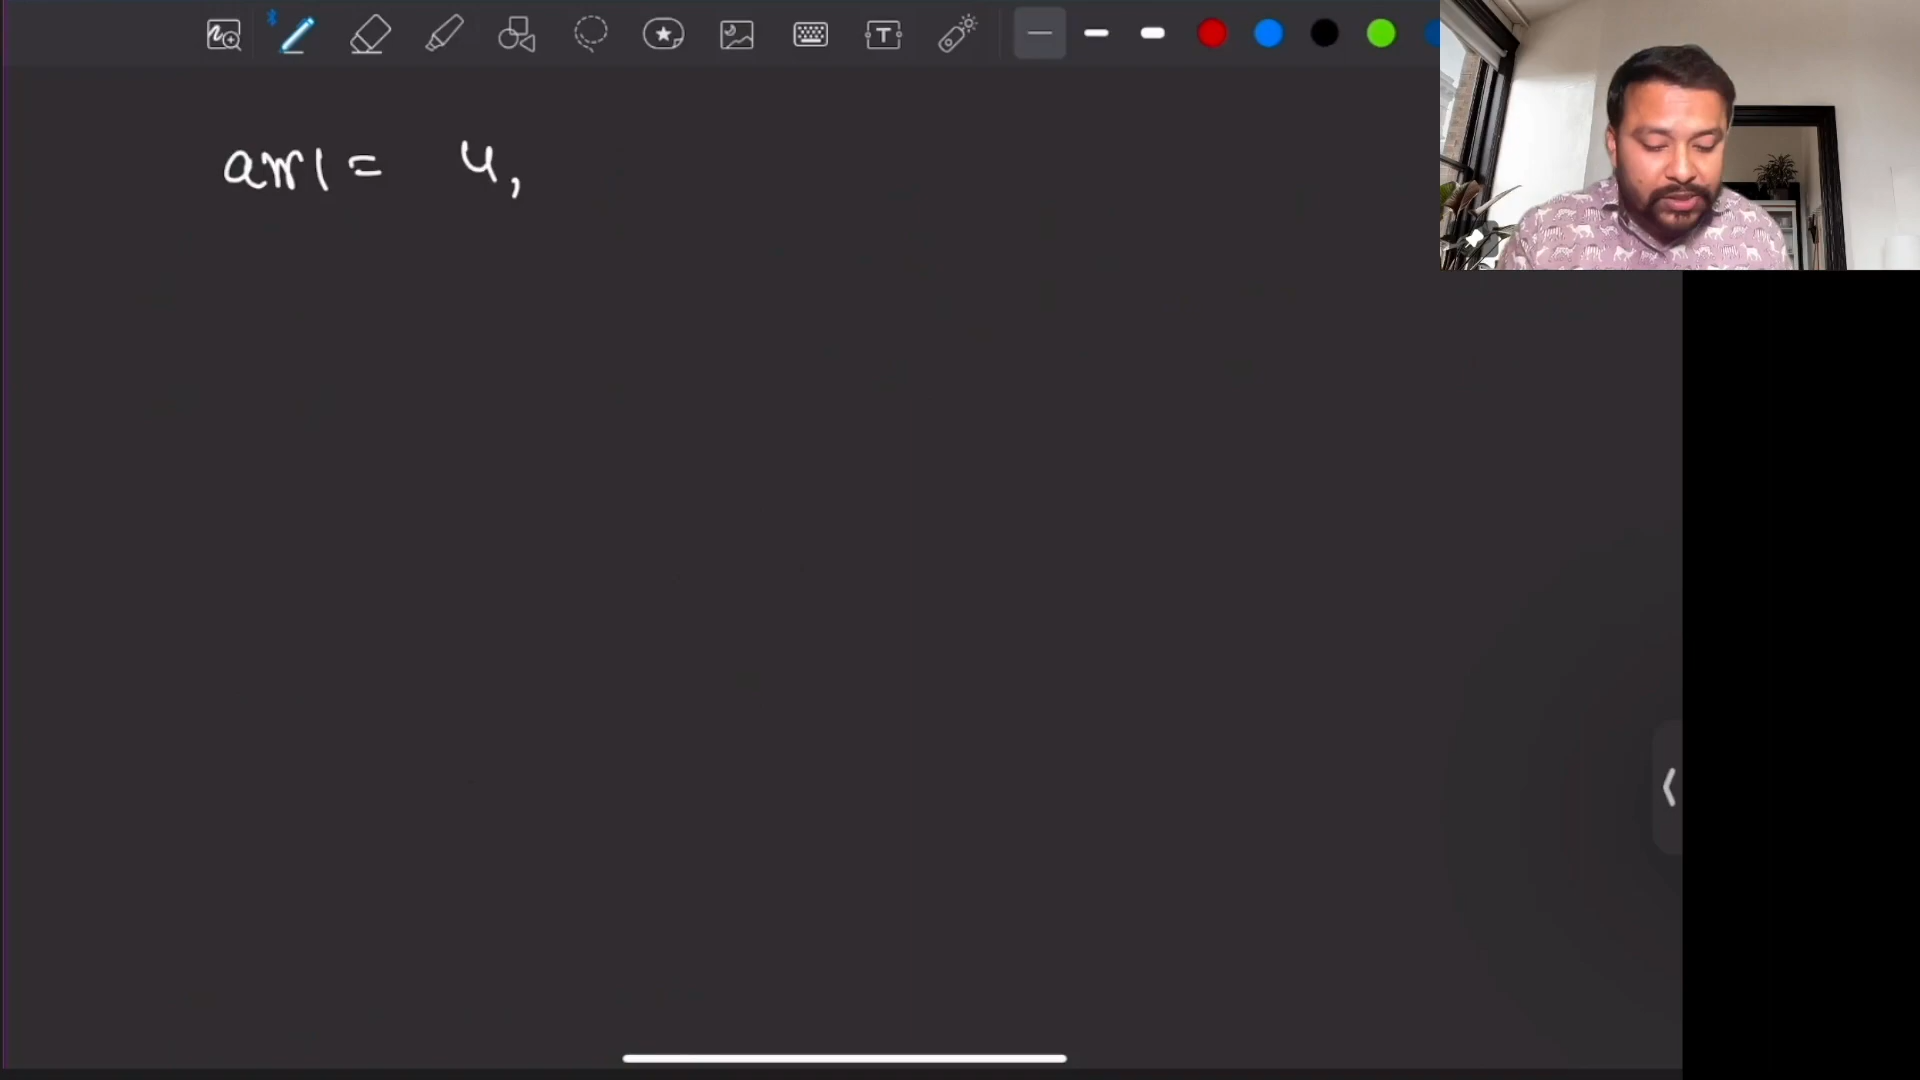 arr1 = 4,